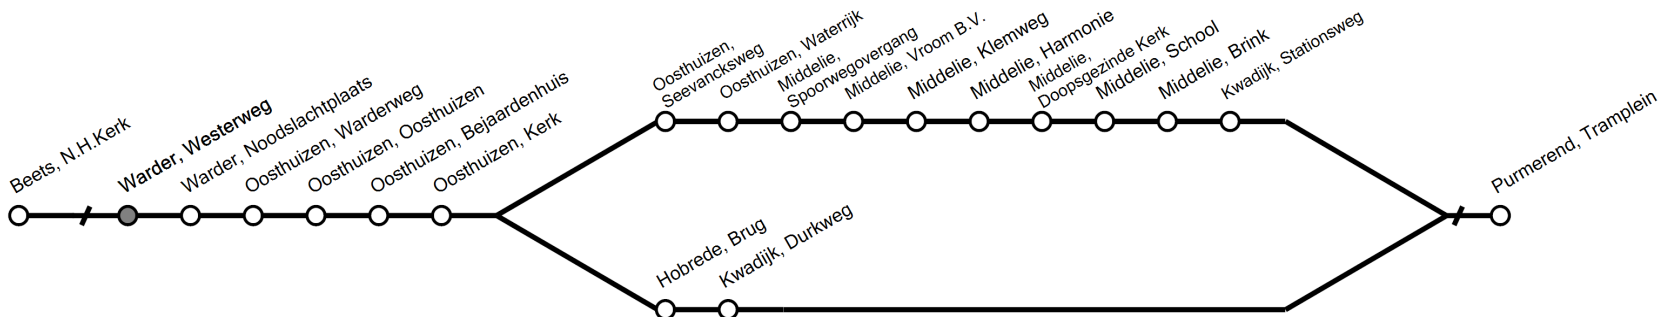 Beets, N.H.Kerk
Warder, Westerweg
Warder, Noodslachtplaats
Oosthuizen, Warderweg
Oosthuizen, Oosthuizen
Oosthuizen, Bejaardenhuis
Oosthuizen, Kerk
Oosthuizen,
Seevancksweg
Oosthuizen, Waterrijk
Middelie,
Spoorwegovergang
Middelie, Vroom B.V.
Middelie, Klemweg
Middelie, Harmonie
Middelie,
Doopsgezinde Kerk
Middelie, School
Middelie, Brink
Kwadijk, Stationsweg
Hobrede, Brug
Kwadijk, Durkweg
Purmerend, Tramplein